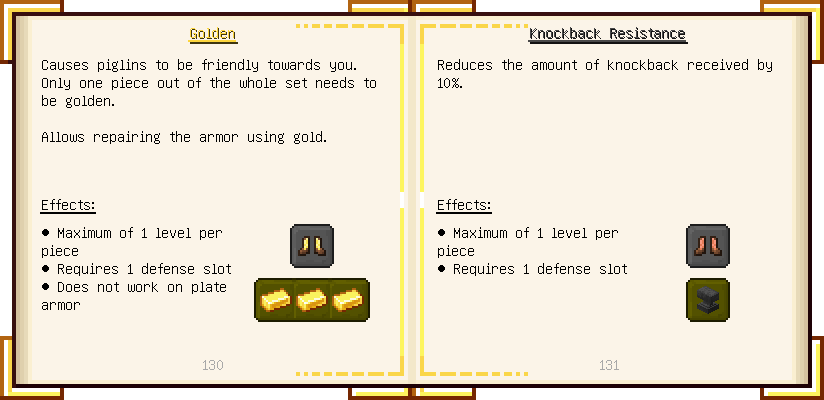 Golden
Causes piglins to be friendly towards you.
Only one piece out of the whole set needs to
be golden.
Allows repairing the armor using gold.
Effects:
● Maximum of 1 level per
piece
● Requires 1 defense slot
● Does not work on plate
armor
130
Knockback Resistance
Reduces the amount of knockback received by
10%.
Effects:
● Maximum of 1 level per
piece
● Requires 1 defense slot
131